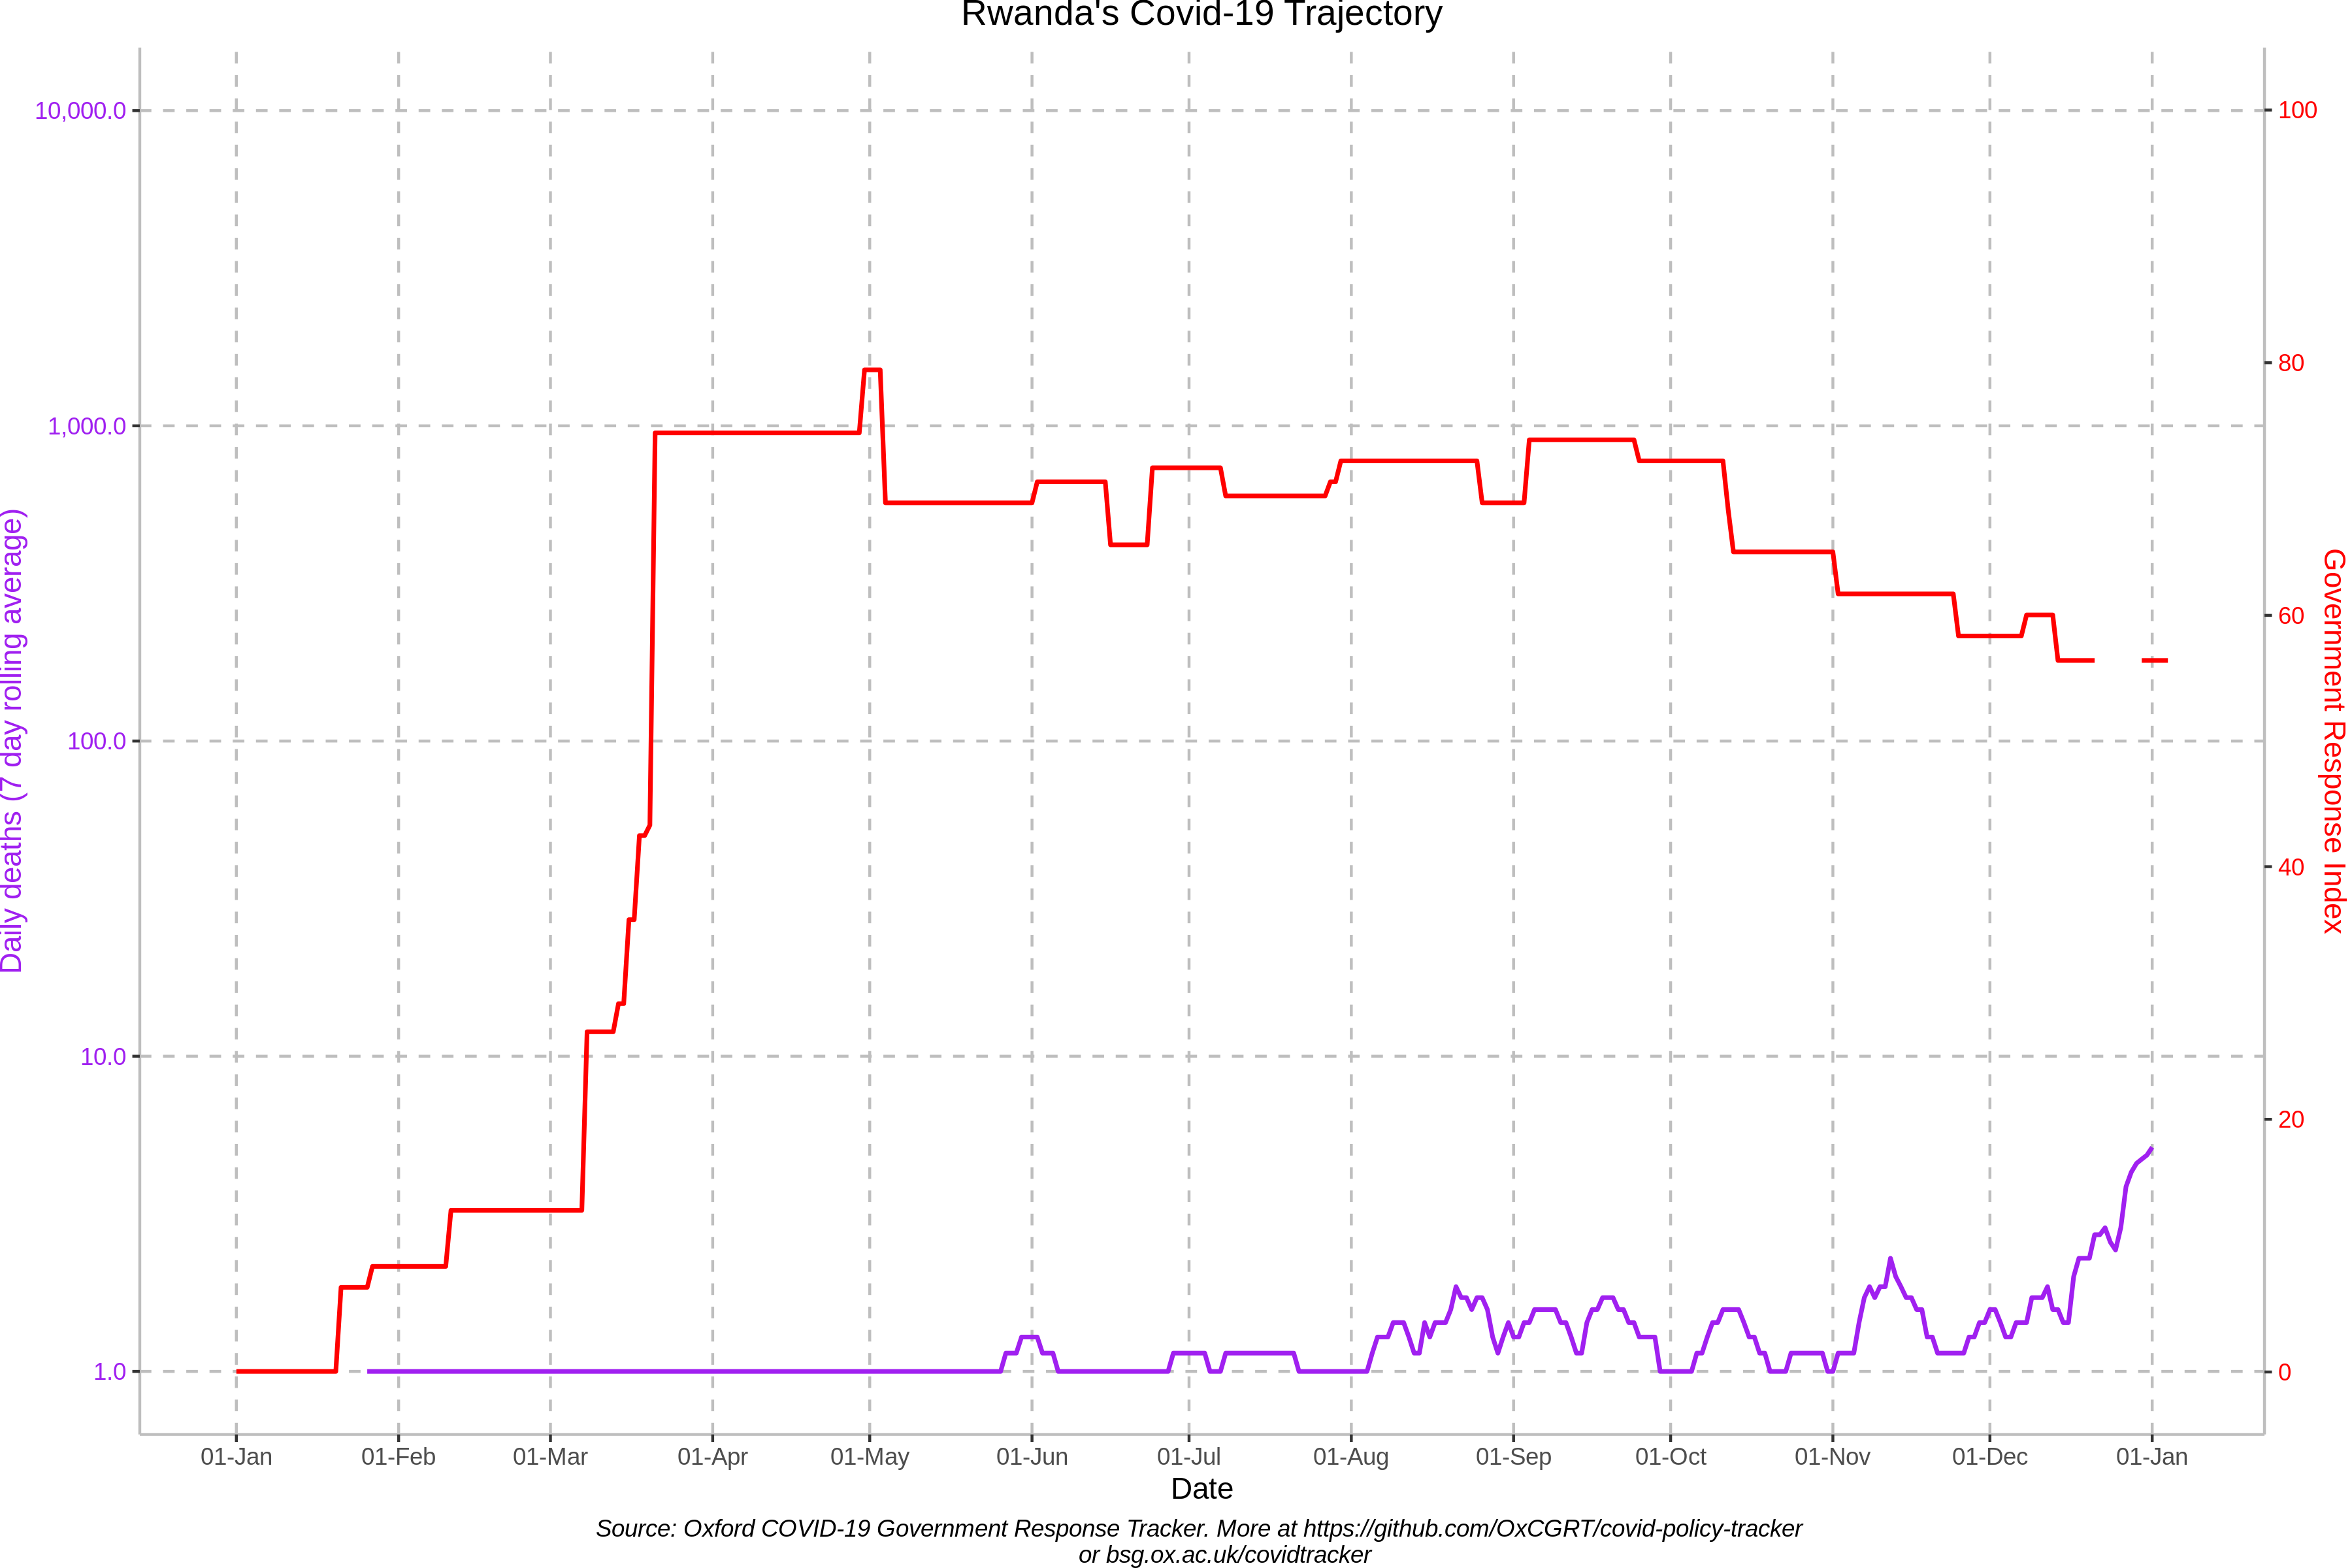 Rwanda's Covid-19 Trajectory
10,000.0
1,000.0
100.0
10.0
1.0
Daily deaths (7 day rolling average)
100
80
60
40
20
0
Government Response Index
01-Jan
01-Feb
01-Mar
01-Apr
01-May
01-Jun
01-Jul
01-Aug
01-Sep
01-Oct
01-Nov
01-Dec
01-Jan
Date
Source: Oxford COVID-19 Government Response Tracker. More at https://github.com/OxCGRT/covid-policy-tracker
or bsg.ox.ac.uk/covidtracker